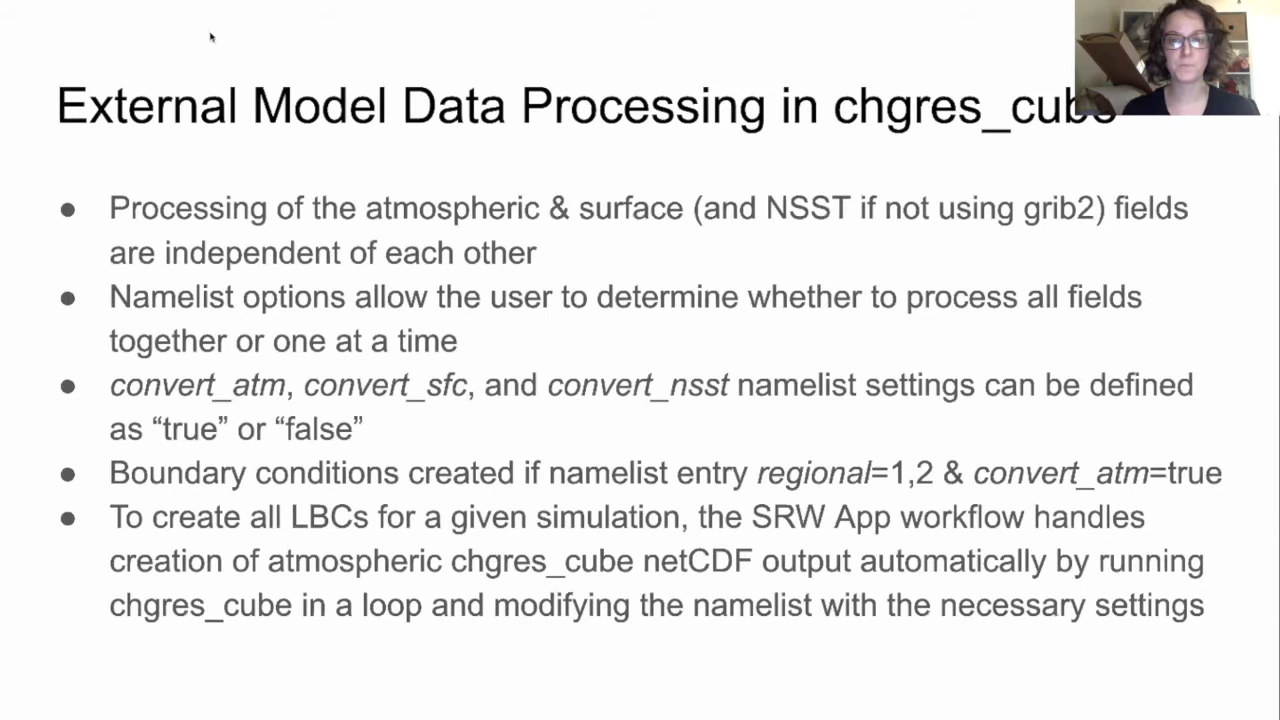 External Model Data Processing in chgres_cube
● Processing of the atmospheric & surface (and NSST if not using grib2) fields
are independent of each other
● Namelist options allow the user to determine whether to process all fields
together or one at a time
● convert_atm, convert_sfc, and convert_nsst namelist settings can be defined
as “true” or “false”
● Boundary conditions created if namelist entry regional=1,2 & convert_atm=true
● To create all LBCs for a given simulation, the SRW App workflow handles
creation of atmospheric chgres_cube netCDF output automatically by running
chgres_cube in a loop and modifying the namelist with the necessary settings